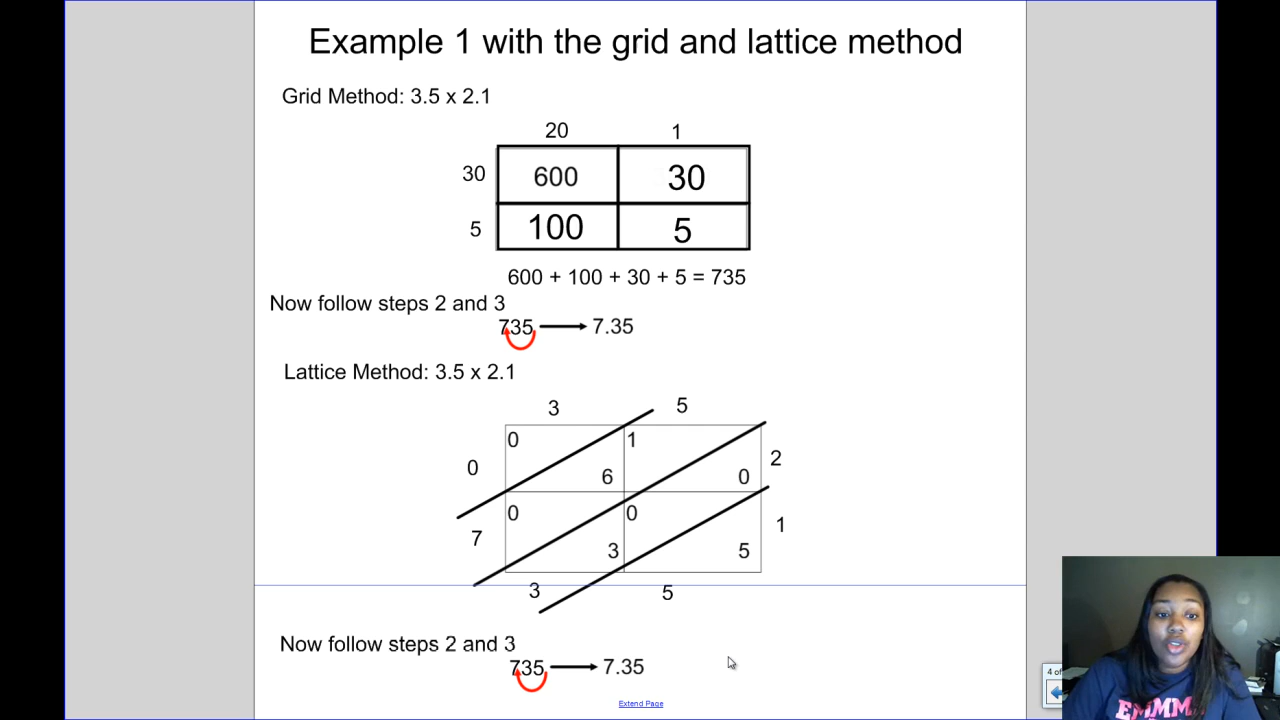 Example 1 with the grid and lattice method
Grid Method: 3.5 x 2.1
20 1
30 600 30
5 100 5
600 + 100 + 30 + 5 = 735
Now follow steps 2 and 3
735 7.35
Lattice Method: 3.5 x 2.1
3 5
0 1
0 6 0 2
0 0
7 3 5 1
3 5
Now follow steps 2 and 3
735 7.35
4 of
Extend Page